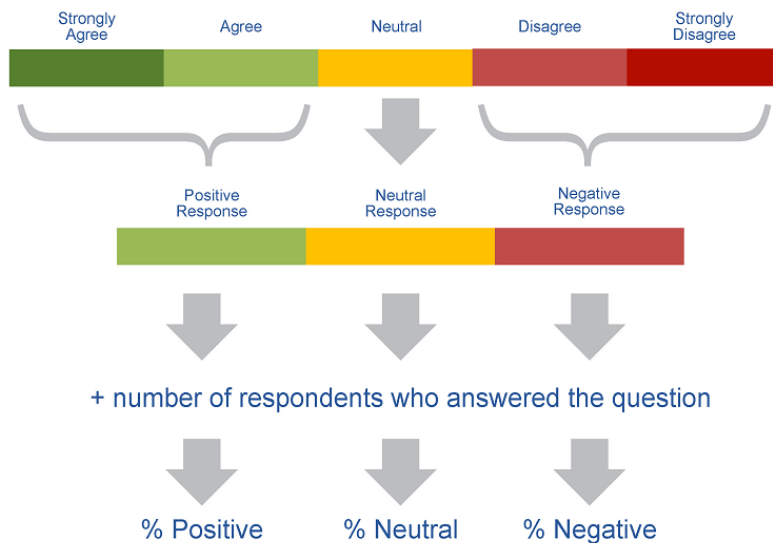 Strongly Agree
Agree
Neutral
Disagree
Strongly Disagree
Positive Response
Neutral Response
Negative Response
+ number of respondents who answered the question
% Positive
% Neutral
% Negative